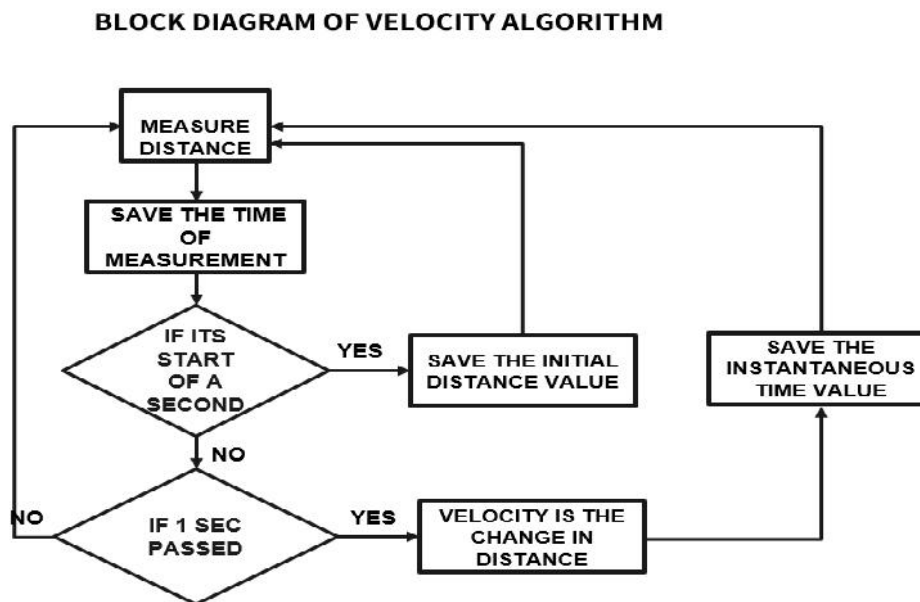 BLOCK DIAGRAM OF VELOCITY ALGORITHM
MEASURE
DISTANCE
SAVE THE TIME
OF
MEASUREMENT
IF ITS
START
OF A
SECOND
YES
SAVE THE INITIAL
DISTANCE VALUE
SAVE THE
INSTANTANEOUS
TIME VALUE
NO
NO
IF 1 SEC
PASSED
YES
VELOCITY IS THE
CHANGE IN
DISTANCE